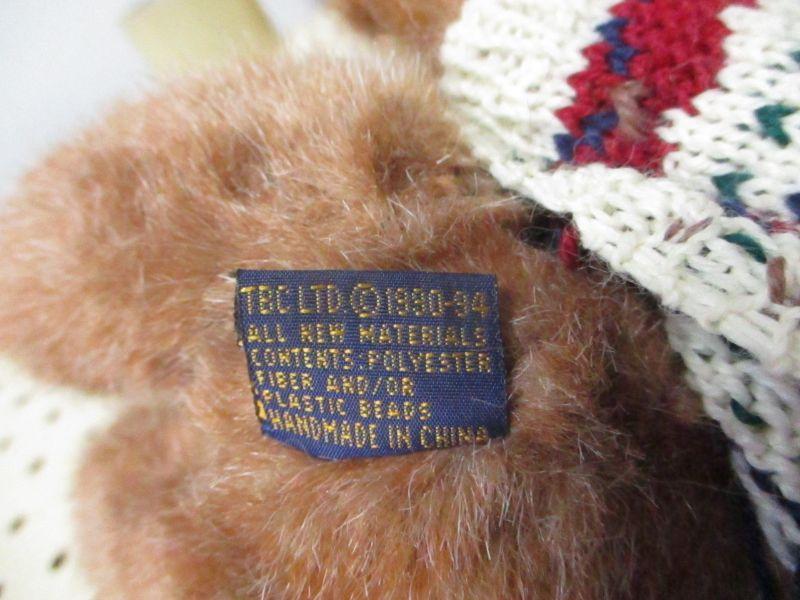 TBC LTD © 1990-94
ALL NEW MATERIALS
CONTENTS: POLYESTER
FIBER AND/OR
PLASTIC BEADS
HANDMADE IN CHINA